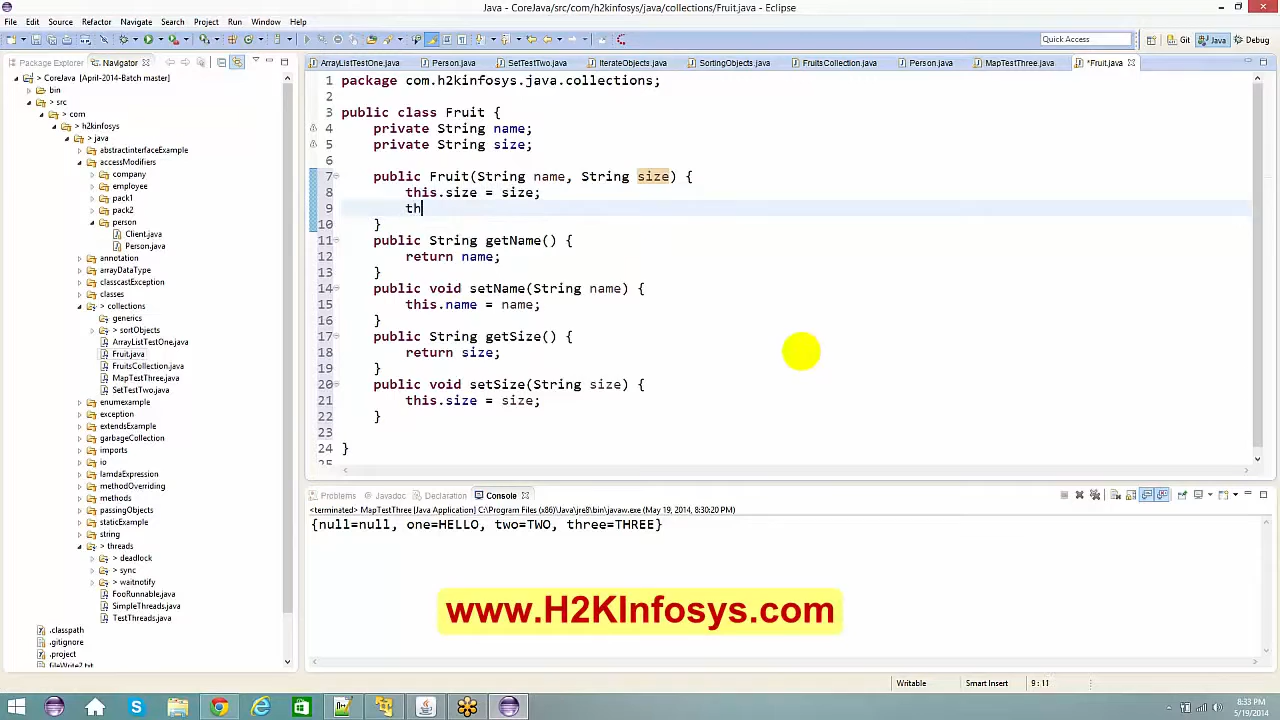 Java - CoreJava/src/com/h2kinfosys/java/collections/Fruit.java - Eclipse
File Edit Source Refactor Navigate Search Project Run Window Help
Quick Access
Git
Java
Debug
Package Explorer
Navigator
ArrayListTestOne.java
Person.java
SetTestTwo.java
IterateObjects.java
SortingObjects.java
FruitsCollection.java
Person.java
MapTestThree.java
*Fruit.java
> CoreJava [April-2014-Batch master]
bin
> src
> com
> h2kinfosys
> java
abstractinterfaceExample
accessModifiers
company
employee
pack1
pack2
person
Client.java
Person.java
annotation
arrayDataType
classcastException
classes
> collections
generics
> sortObjects
ArrayListTestOne.java
Fruit.java
FruitsCollection.java
MapTestThree.java
SetTestTwo.java
enumexample
exception
extendsExample
garbageCollection
imports
io
lamdaExpression
methodOverriding
methods
passingObjects
staticExample
string
> threads
> deadlock
> sync
> waitnotify
FooRunnable.java
SimpleThreads.java
TestThreads.java
.classpath
.gitignore
.project
fileWrite2.txt
1 package com.h2kinfosys.java.collections;
2
3 public class Fruit {
4 private String name;
5 private String size;
6
7 public Fruit(String name, String size) {
8 this.size = size;
9 th
10 }
11 public String getName() {
12 return name;
13 }
14 public void setName(String name) {
15 this.name = name;
16 }
17 public String getSize() {
18 return size;
19 }
20 public void setSize(String size) {
21 this.size = size;
22 }
23
24 }
25
Problems
Javadoc
Declaration
Console
<terminated> MapTestThree [Java Application] C:\Program Files (x86)\Java\jre8\bin\javaw.exe (May 19, 2014, 8:30:20 PM)
{null=null, one=HELLO, two=TWO, three=THREE}
www.H2KInfosys.com
Writable
Smart Insert
9 : 11
8:33 PM
5/19/2014